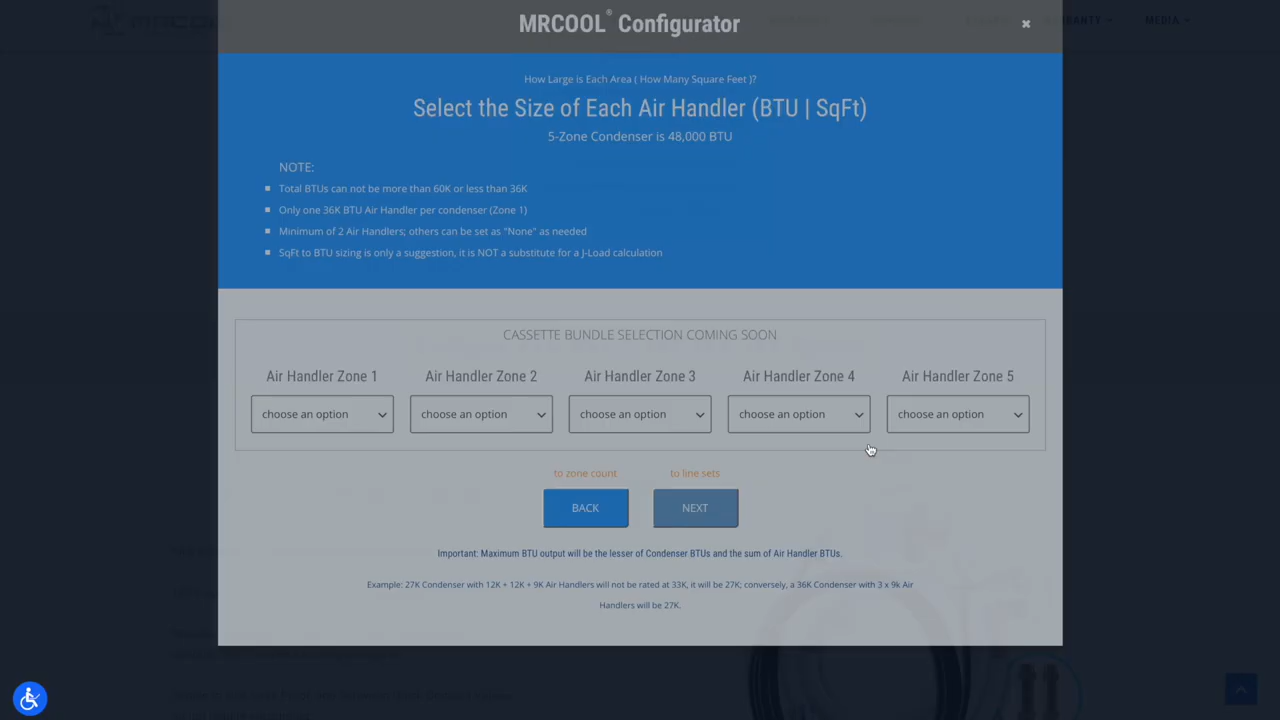 MRCOOL® Configurator
×
WARRANTY
MEDIA
How Large is Each Area ( How Many Square Feet )?
Select the Size of Each Air Handler (BTU | SqFt)
5-Zone Condenser is 48,000 BTU
NOTE:
Total BTUs can not be more than 60K or less than 36K
Only one 36K BTU Air Handler per condenser (Zone 1)
Minimum of 2 Air Handlers; others can be set as "None" as needed
SqFt to BTU sizing is only a suggestion, it is NOT a substitute for a J-Load calculation
CASSETTE BUNDLE SELECTION COMING SOON
Air Handler Zone 1 Air Handler Zone 2 Air Handler Zone 3 Air Handler Zone 4 Air Handler Zone 5
choose an option choose an option choose an option choose an option choose an option
to zone count to line sets
BACK NEXT
Important: Maximum BTU output will be the lesser of Condenser BTUs and the sum of Air Handler BTUs.
Example: 27K Condenser with 12K + 12K + 9K Air Handlers will not be rated at 33K, it will be 27K; conversely, a 36K Condenser with 3 x 9k Air
Handlers will be 27K.